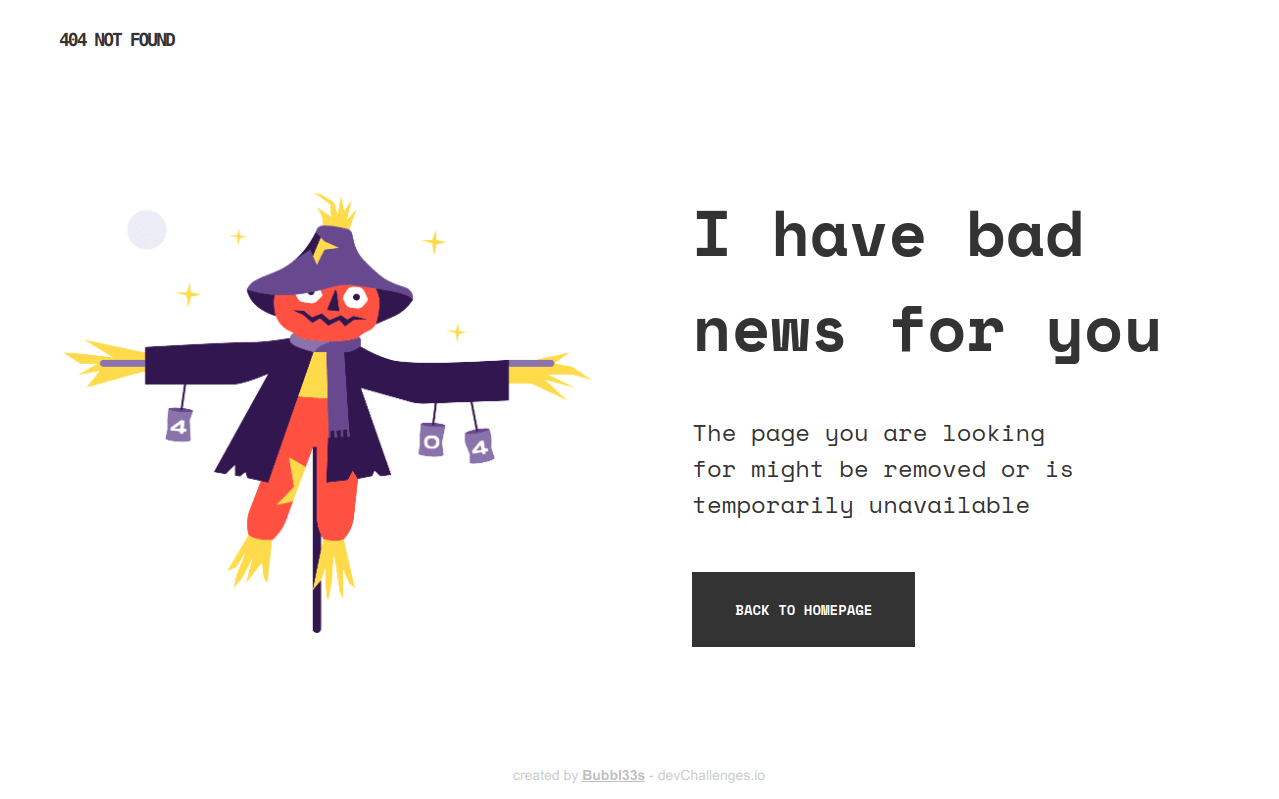 404 NOT FOUND
I have bad
news for you
4
0
4
The page you are looking
for might be removed or is
temporarily unavailable
BACK TO HOMEPAGE
created by Bubbl33s - devChallenges.io